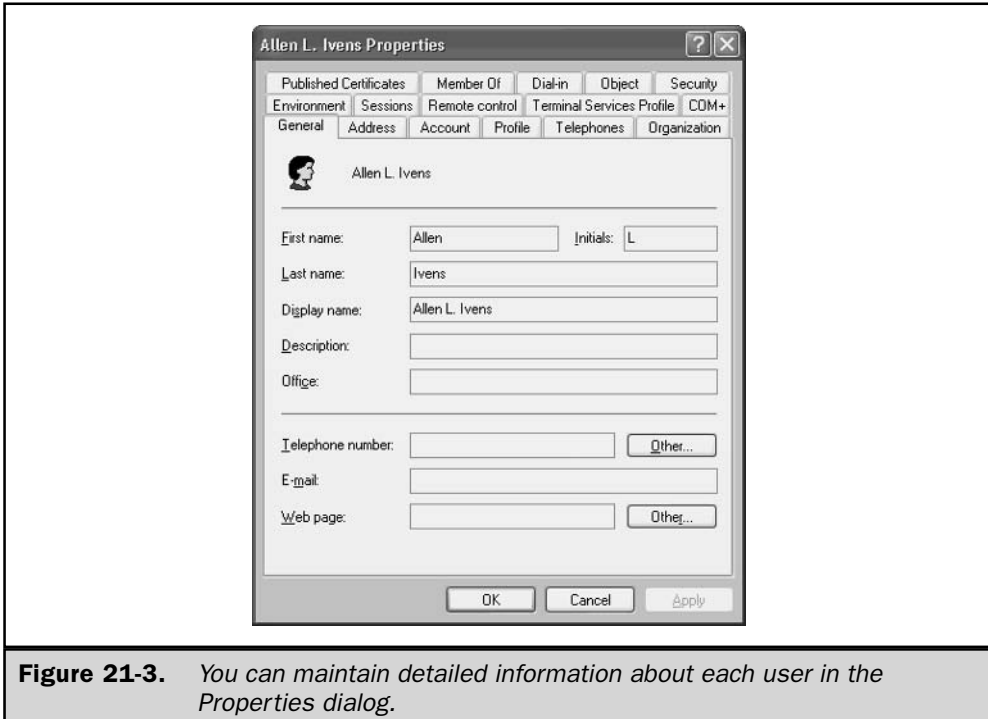 Allen L. Ivens Properties
Published Certificates Member Of Dial-in Object Security
Environment Sessions Remote control Terminal Services Profile COM+
General Address Account Profile Telephones Organization
Allen L. Ivens
First name: Allen Initials: L
Last name: Ivens
Display name: Allen L. Ivens
Description:
Office:
Telephone number: Other...
E-mail:
Web page: Other...
OK Cancel Apply
Figure 21-3. You can maintain detailed information about each user in the
Properties dialog.